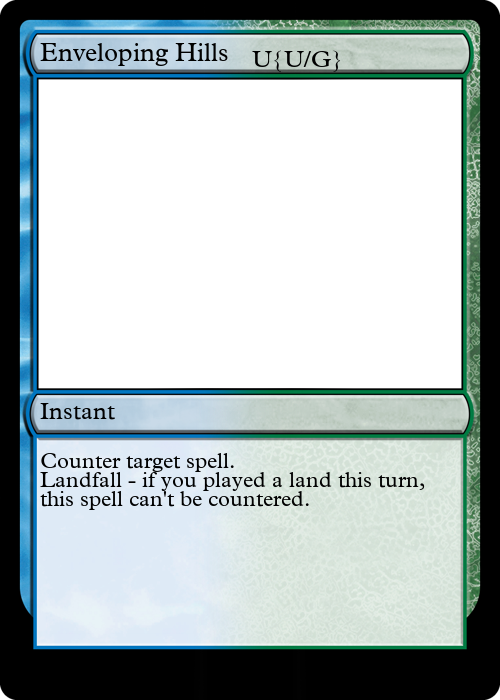 Enveloping Hills U{U/G}
Instant
Counter target spell.
Landfall - if you played a land this turn,
this spell can't be countered.